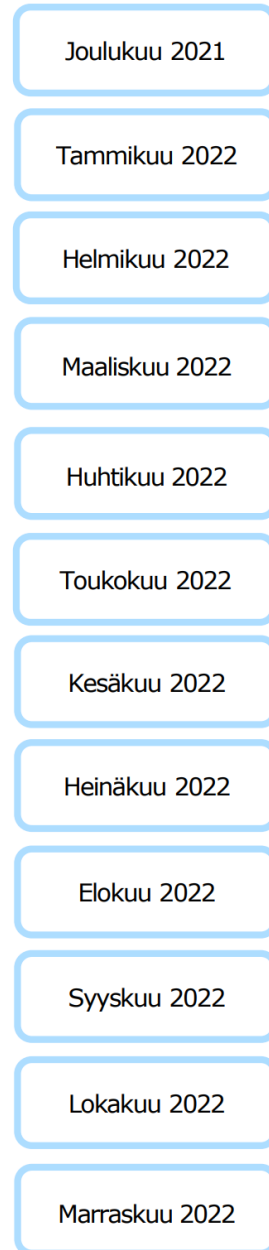 Joulukuu 2021
Tammikuu 2022
Helmikuu 2022
Maaliskuu 2022
Huhtikuu 2022
Toukokuu 2022
Kesäkuu 2022
Heinäkuu 2022
Elokuu 2022
Syyskuu 2022
Lokakuu 2022
Marraskuu 2022